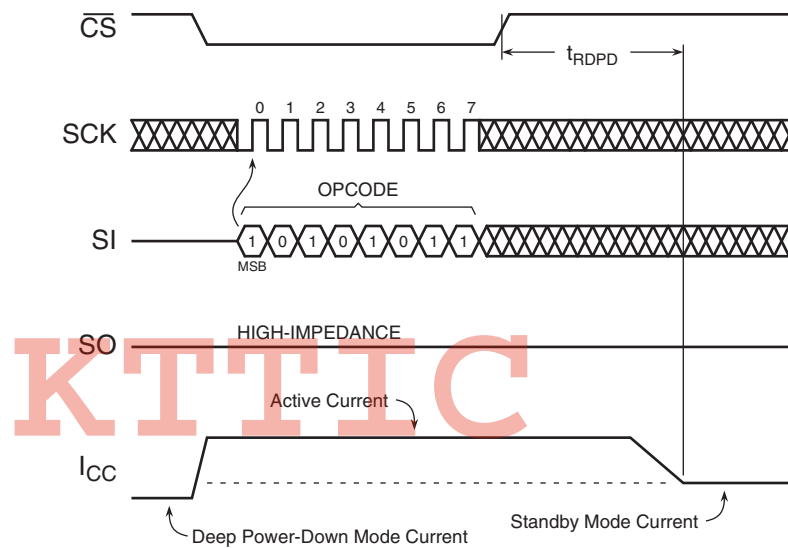 CS
tRDPD
0 1 2 3 4 5 6 7
SCK
OPCODE
SI
1 0 1 0 1 0 1 1
MSB
HIGH-IMPEDANCE
SO
KTTIC
Active Current
ICC
Standby Mode Current
Deep Power-Down Mode Current